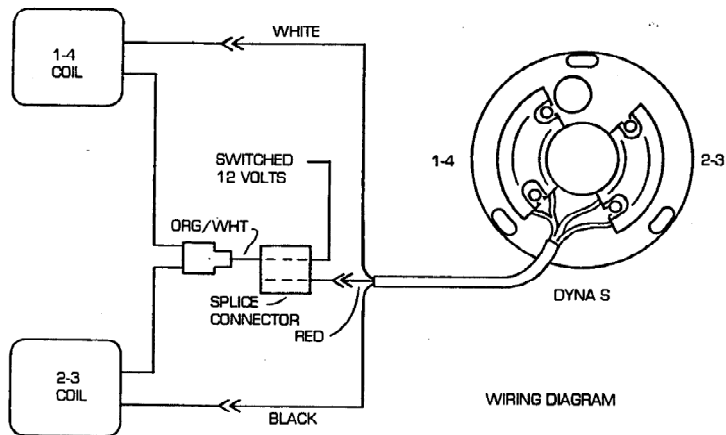 WHITE
1-4
COIL
1-4
2-3
SWITCHED
12 VOLTS
ORG/WHT
SPLICE
CONNECTOR
RED
DYNA S
2-3
COIL
BLACK
WIRING DIAGRAM